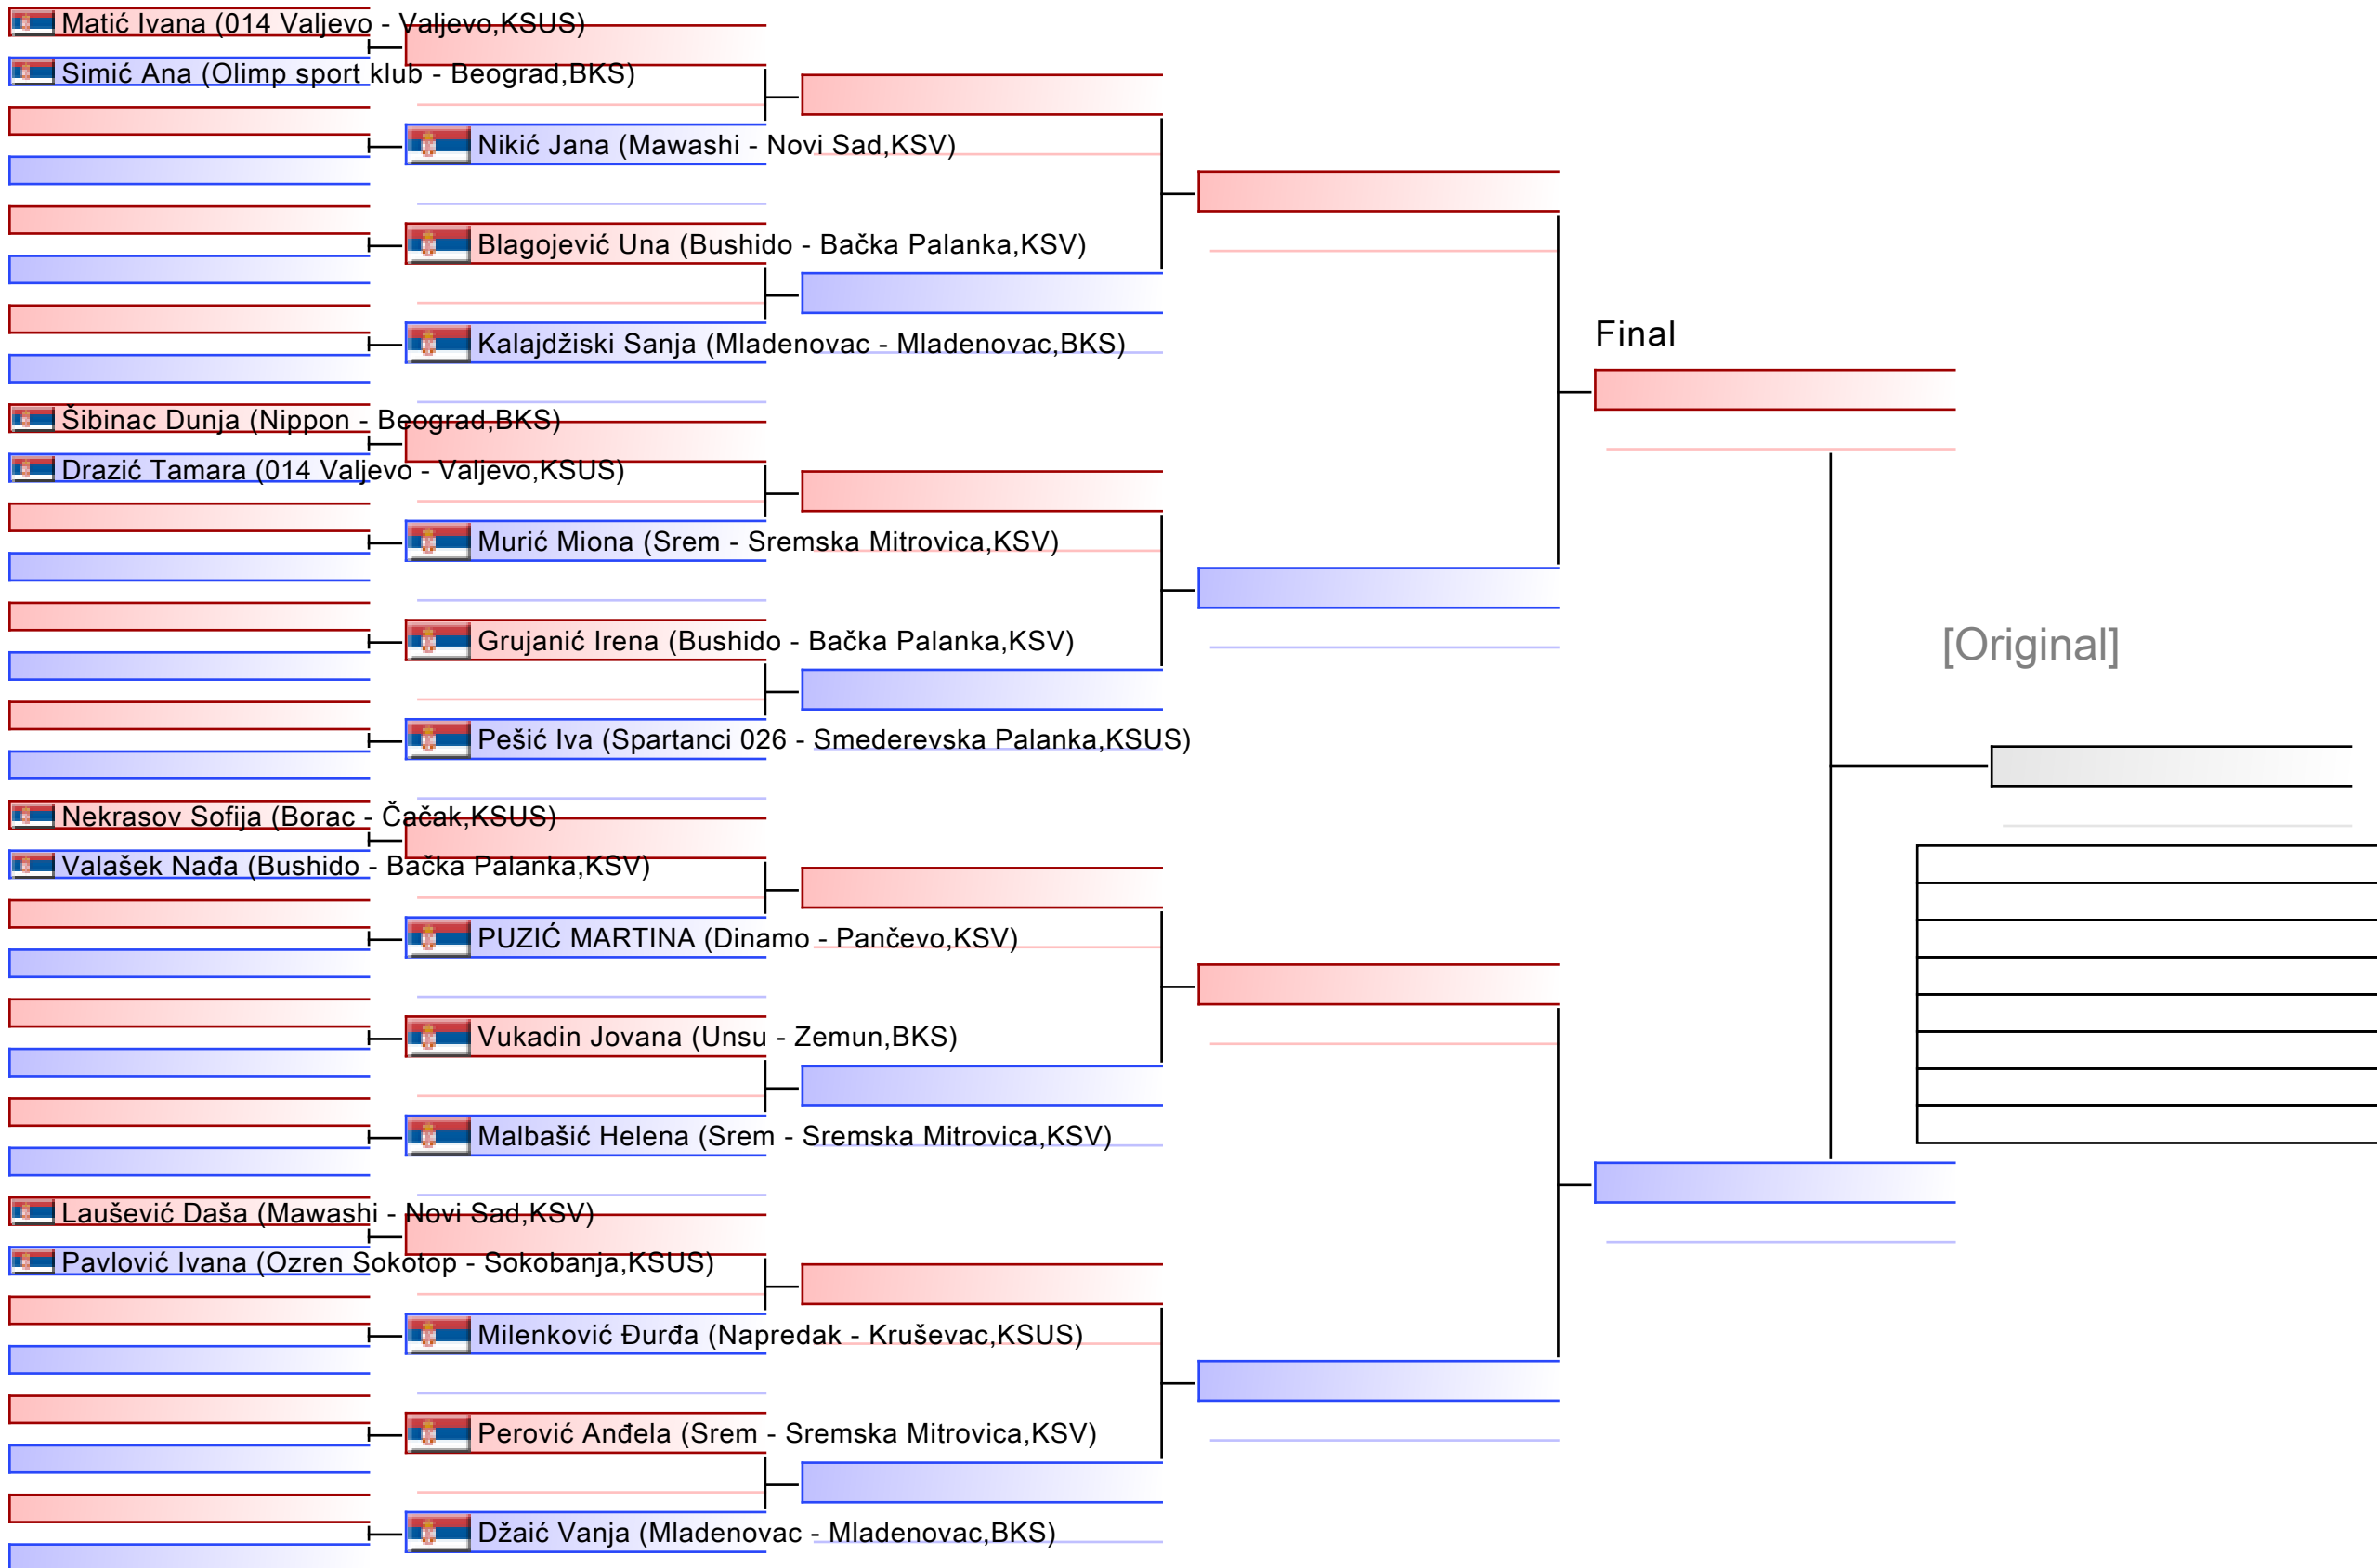 Matić Ivana (014 Valjevo - Valjevo,KSUS)
Simić Ana (Olimp sport klub - Beograd,BKS)
Nikić Jana (Mawashi - Novi Sad,KSV)
Blagojević Una (Bushido - Bačka Palanka,KSV)
Kalajdžiski Sanja (Mladenovac - Mladenovac,BKS)
Final
Šibinac Dunja (Nippon - Beograd,BKS)
Drazić Tamara (014 Valjevo - Valjevo,KSUS)
Murić Miona (Srem - Sremska Mitrovica,KSV)
Grujanić Irena (Bushido - Bačka Palanka,KSV)
[Original]
Pešić Iva (Spartanci 026 - Smederevska Palanka,KSUS)
Nekrasov Sofija (Borac - Čačak,KSUS)
Valašek Nađa (Bushido - Bačka Palanka,KSV)
PUZIĆ MARTINA (Dinamo - Pančevo,KSV)
Vukadin Jovana (Unsu - Zemun,BKS)
Malbašić Helena (Srem - Sremska Mitrovica,KSV)
Laušević Daša (Mawashi - Novi Sad,KSV)
Pavlović Ivana (Ozren Sokotop - Sokobanja,KSUS)
Milenković Đurđa (Napredak - Kruševac,KSUS)
Perović Anđela (Srem - Sremska Mitrovica,KSV)
Džaić Vanja (Mladenovac - Mladenovac,BKS)